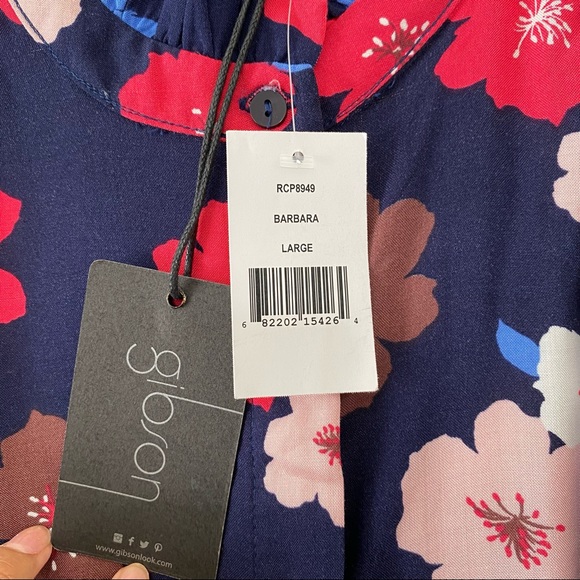 RCP8949
BARBARA
LARGE
6 82202 15426 4
gibson
www.gibsonlook.com